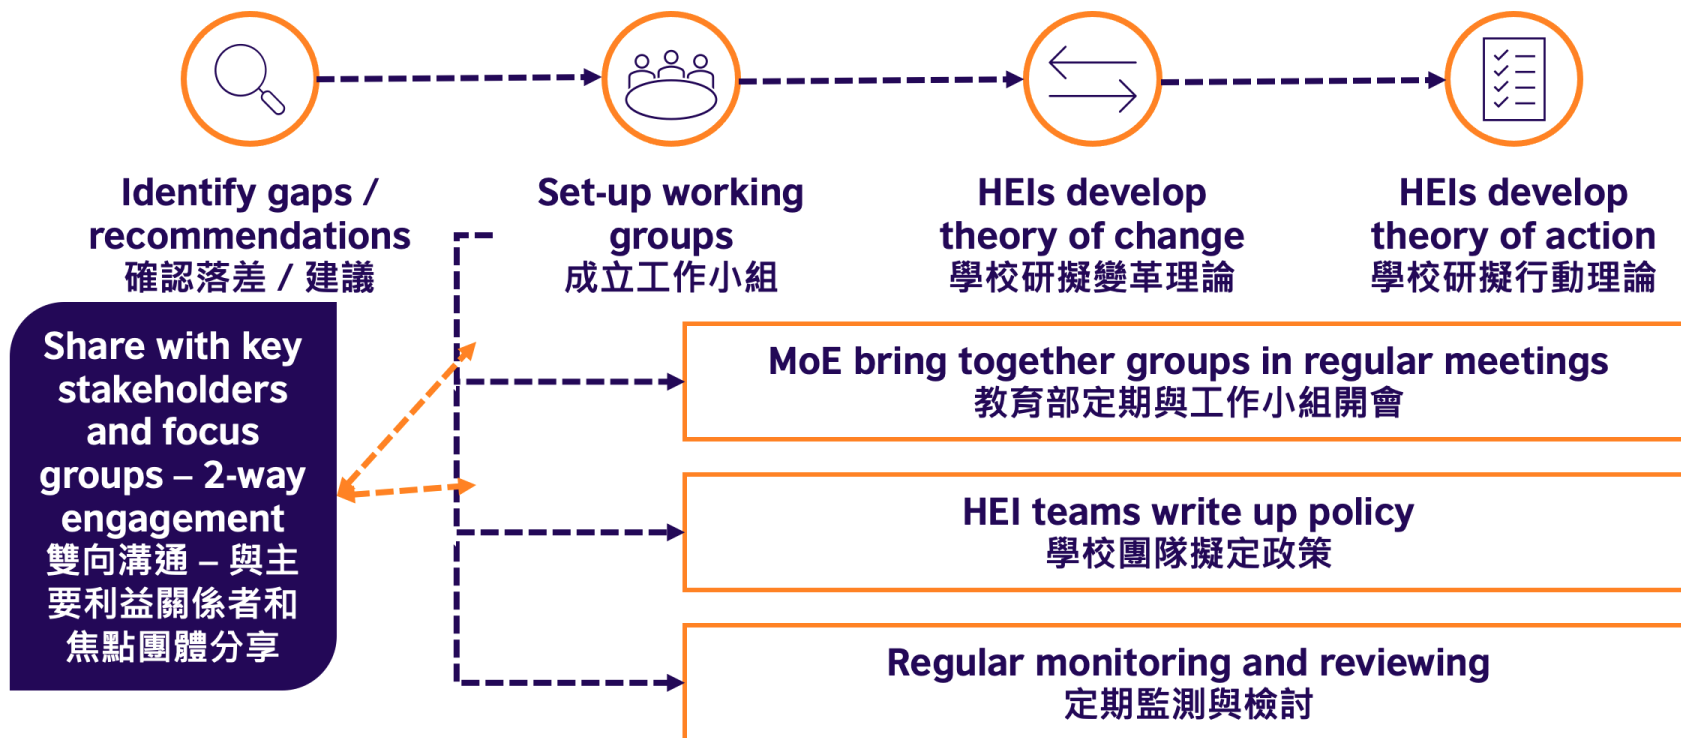 Identify gaps /
recommendations
確認落差 / 建議
Set-up working
groups
成立工作小組
HEIs develop
theory of change
學校研擬變革理論
HEIs develop
theory of action
學校研擬行動理論
Share with key
stakeholders
and focus
groups – 2-way
engagement
雙向溝通 – 與主
要利益關係者和
焦點團體分享
MoE bring together groups in regular meetings
教育部定期與工作小組開會
HEI teams write up policy
學校團隊擬定政策
Regular monitoring and reviewing
定期監測與檢討